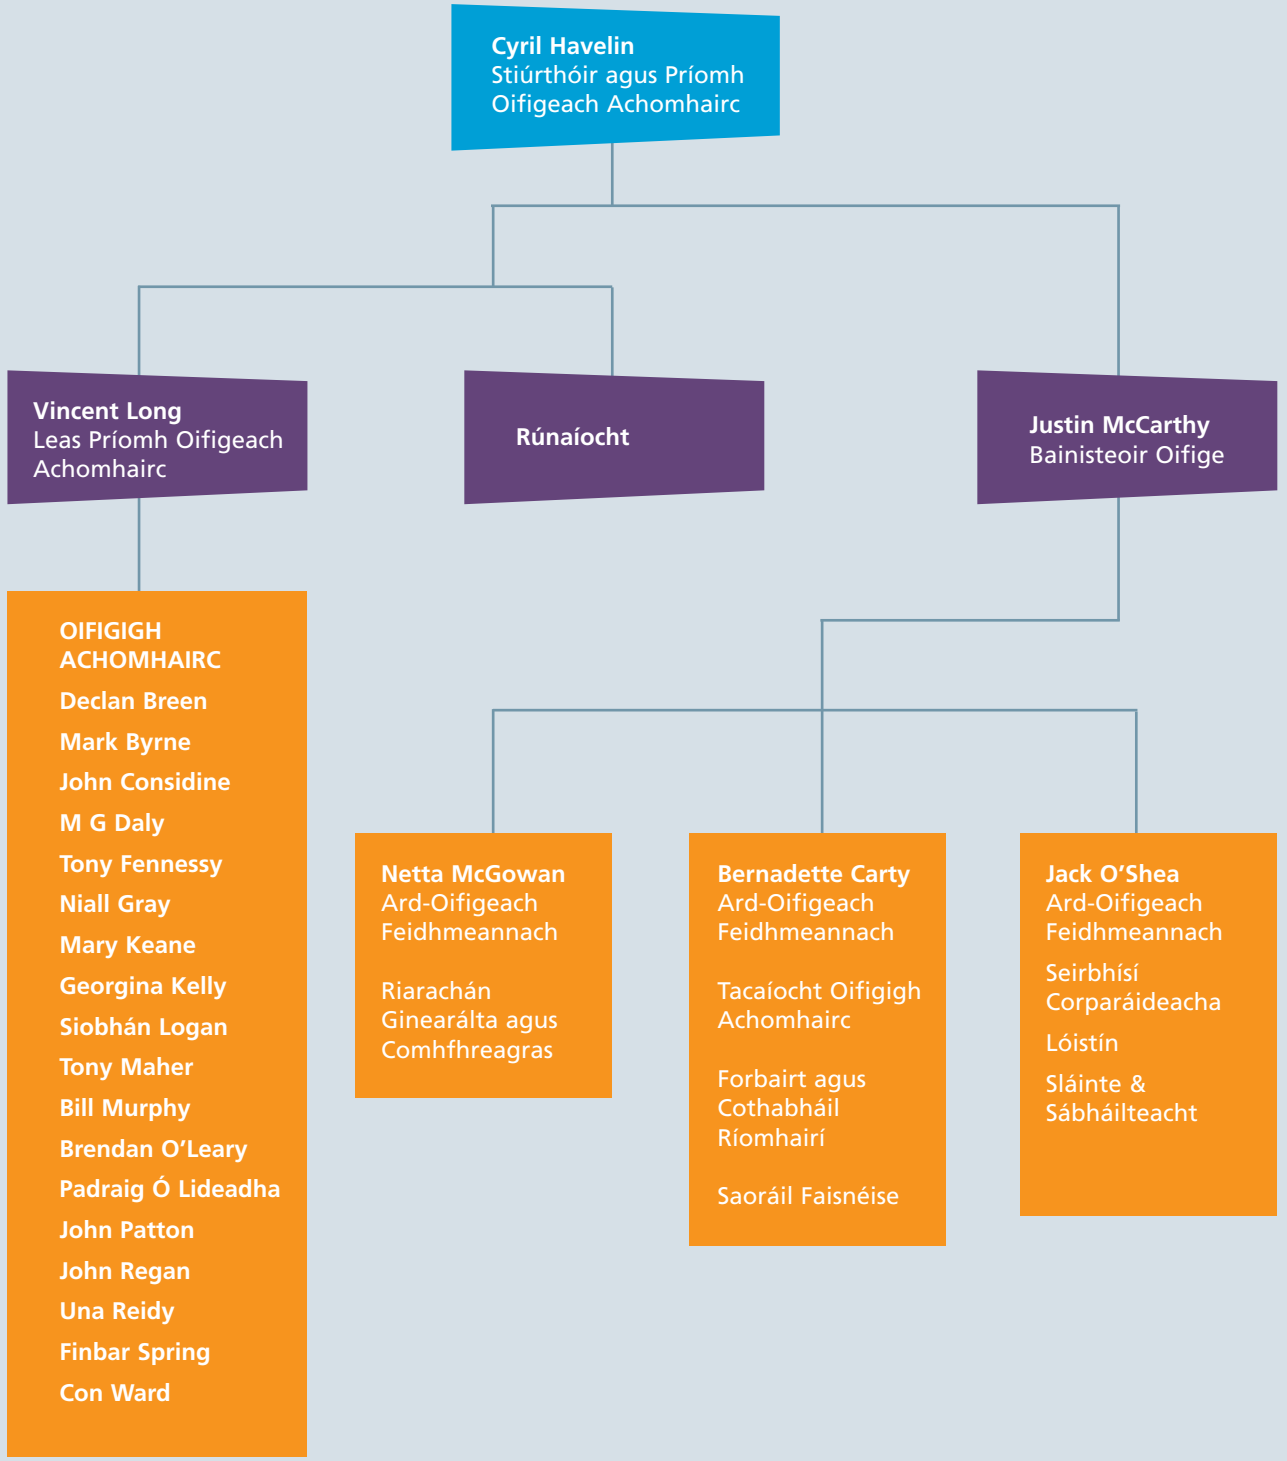 Cyril Havelin
Stiúrthóir agus Príomh
Oifigeach Achomhairc
Vincent Long
Leas Príomh Oifigeach
Achomhairc
Rúnaíocht
Justin McCarthy
Bainisteoir Oifige
OIFIGIGH
ACHOMHAIRC
Declan Breen
Mark Byrne
John Considine
M G Daly
Tony Fennessy
Niall Gray
Mary Keane
Georgina Kelly
Siobhán Logan
Tony Maher
Bill Murphy
Brendan O’Leary
Padraig Ó Lideadha
John Patton
John Regan
Una Reidy
Finbar Spring
Con Ward
Netta McGowan
Ard-Oifigeach
Feidhmeannach
Riarachán
Ginearálta agus
Comhfhreagras
Bernadette Carty
Ard-Oifigeach
Feidhmeannach
Tacaíocht Oifigigh
Achomhairc
Forbairt agus
Cothabháil
Ríomhairí
Saoráil Faisnéise
Jack O’Shea
Ard-Oifigeach
Feidhmeannach
Seirbhísí
Corparáideacha
Lóistín
Sláinte &
Sábháilteacht